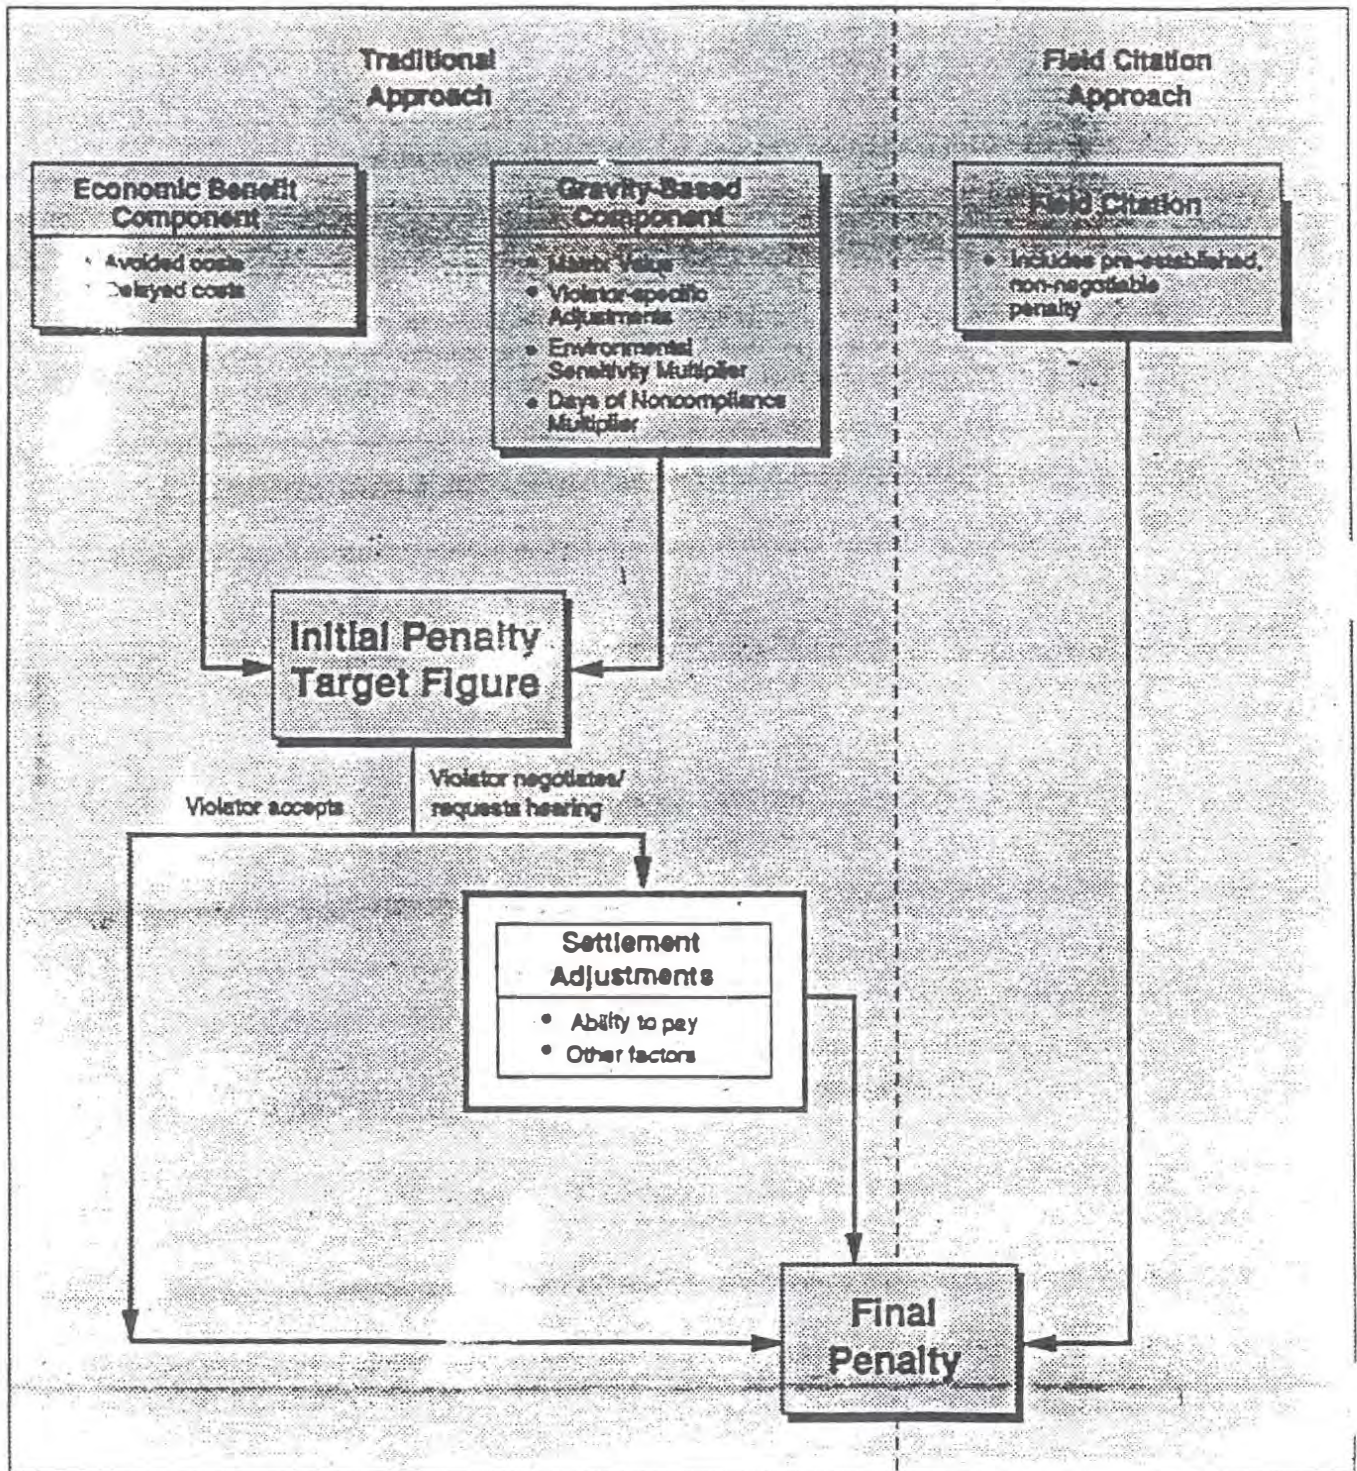 Traditional
Approach
Field Citation
Approach
Economic Benefit
Component
Avoided costs
Delayed costs
Gravity-Based
Component
• Matrix Value
• Violator-specific
Adjustments
• Environmental
Sensitivity Multiplier
• Days of Noncompliance
Multiplier
Field Citation
• Includes pre-established,
non-negotiable
penalty
Initial Penalty
Target Figure
Violator accepts
Violator negotiates/
requests hearing
Settlement
Adjustments
• Ability to pay
• Other factors
Final
Penalty